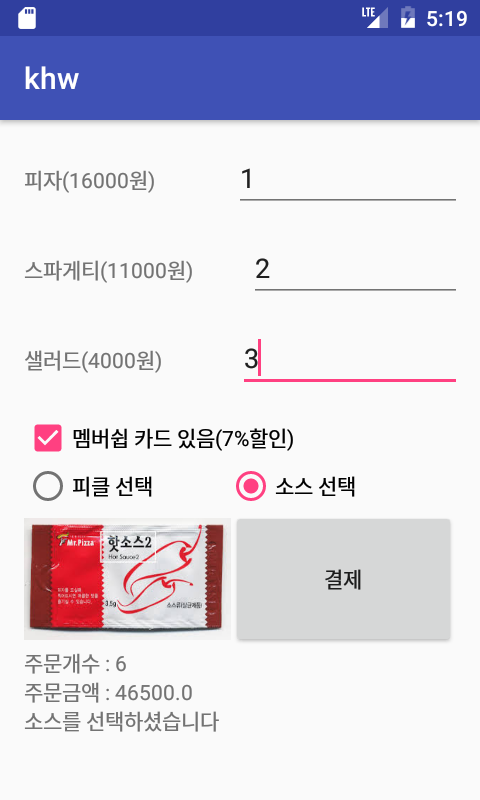 LTE 5:19
khw
피자(16000원) 1
스파게티(11000원) 2
샐러드(4000원) 3
멤버쉽 카드 있음(7%할인)
피클 선택 소스 선택
Mr.Pizza 핫소스2
Hot Sauce2
3.5g
결제
주문개수 : 6
주문금액 : 46500.0
소스를 선택하셨습니다